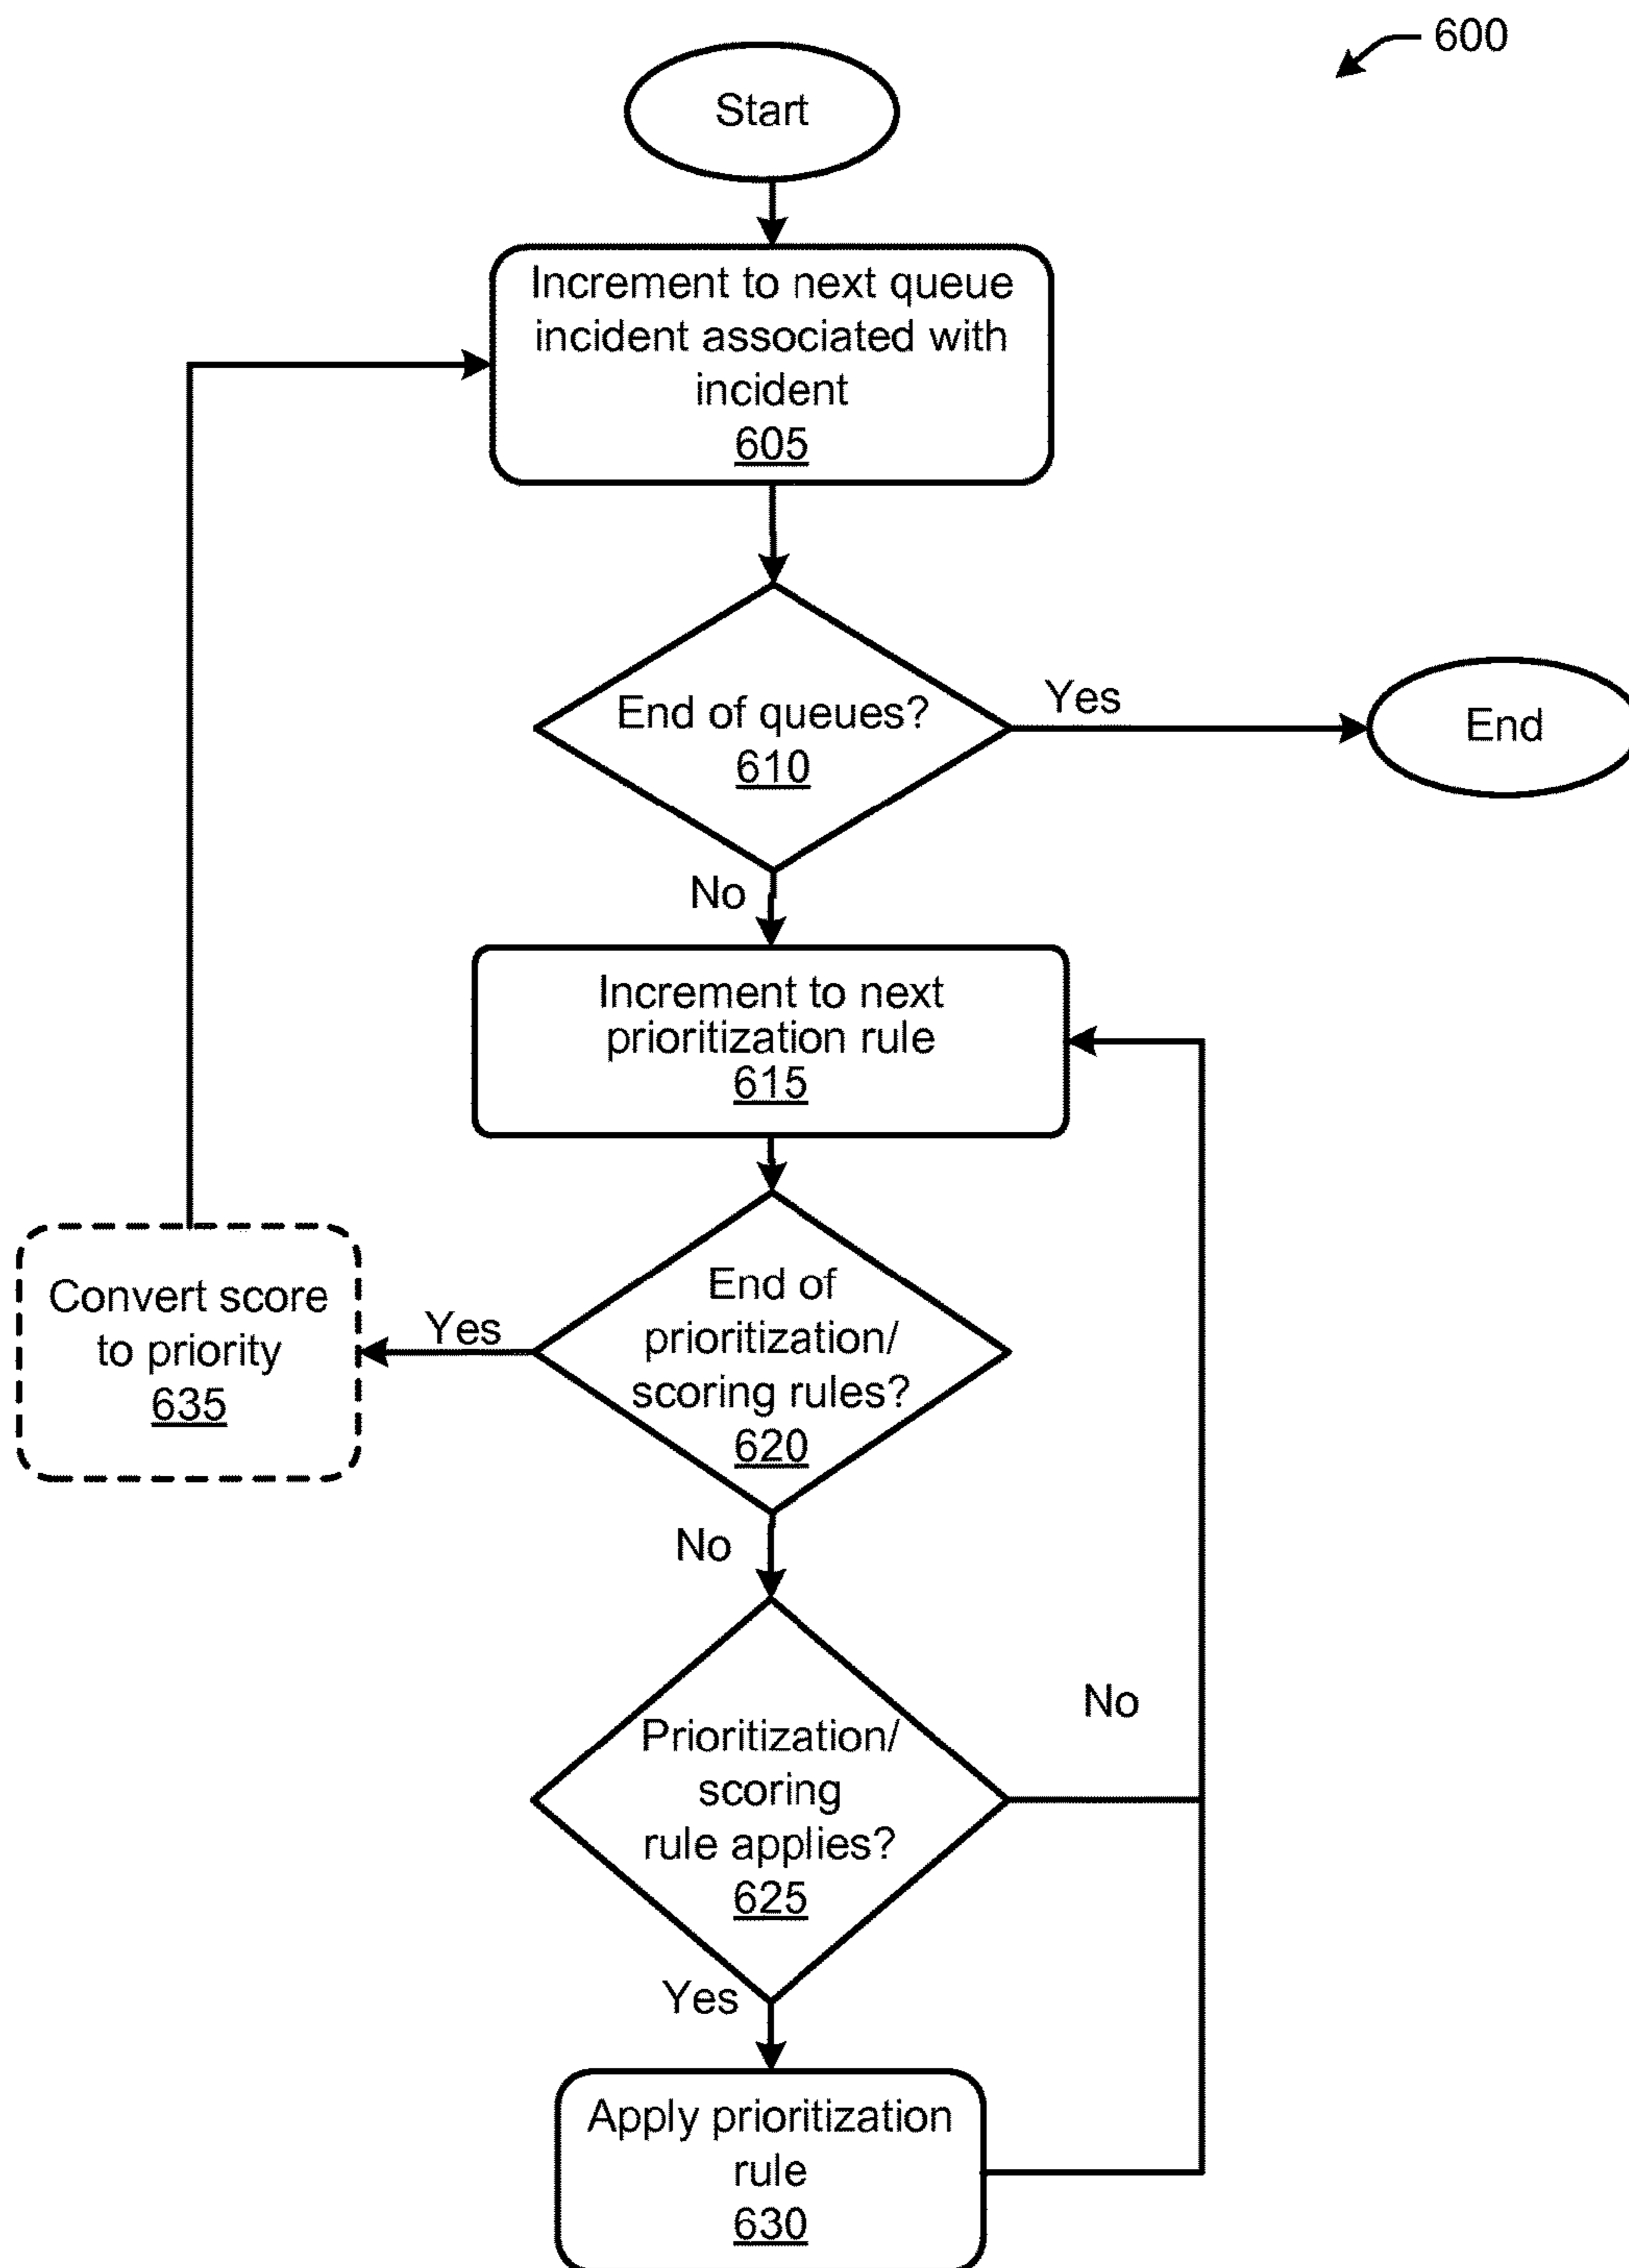 600
Start
Increment to next queue
incident associated with
incident
605
End of queues?
610
Yes
End
No
Increment to next
prioritization rule
615
End of
prioritization/
scoring rules?
620
Yes
Convert score
to priority
635
No
Prioritization/
scoring
rule applies?
625
No
Yes
Apply prioritization
rule
630